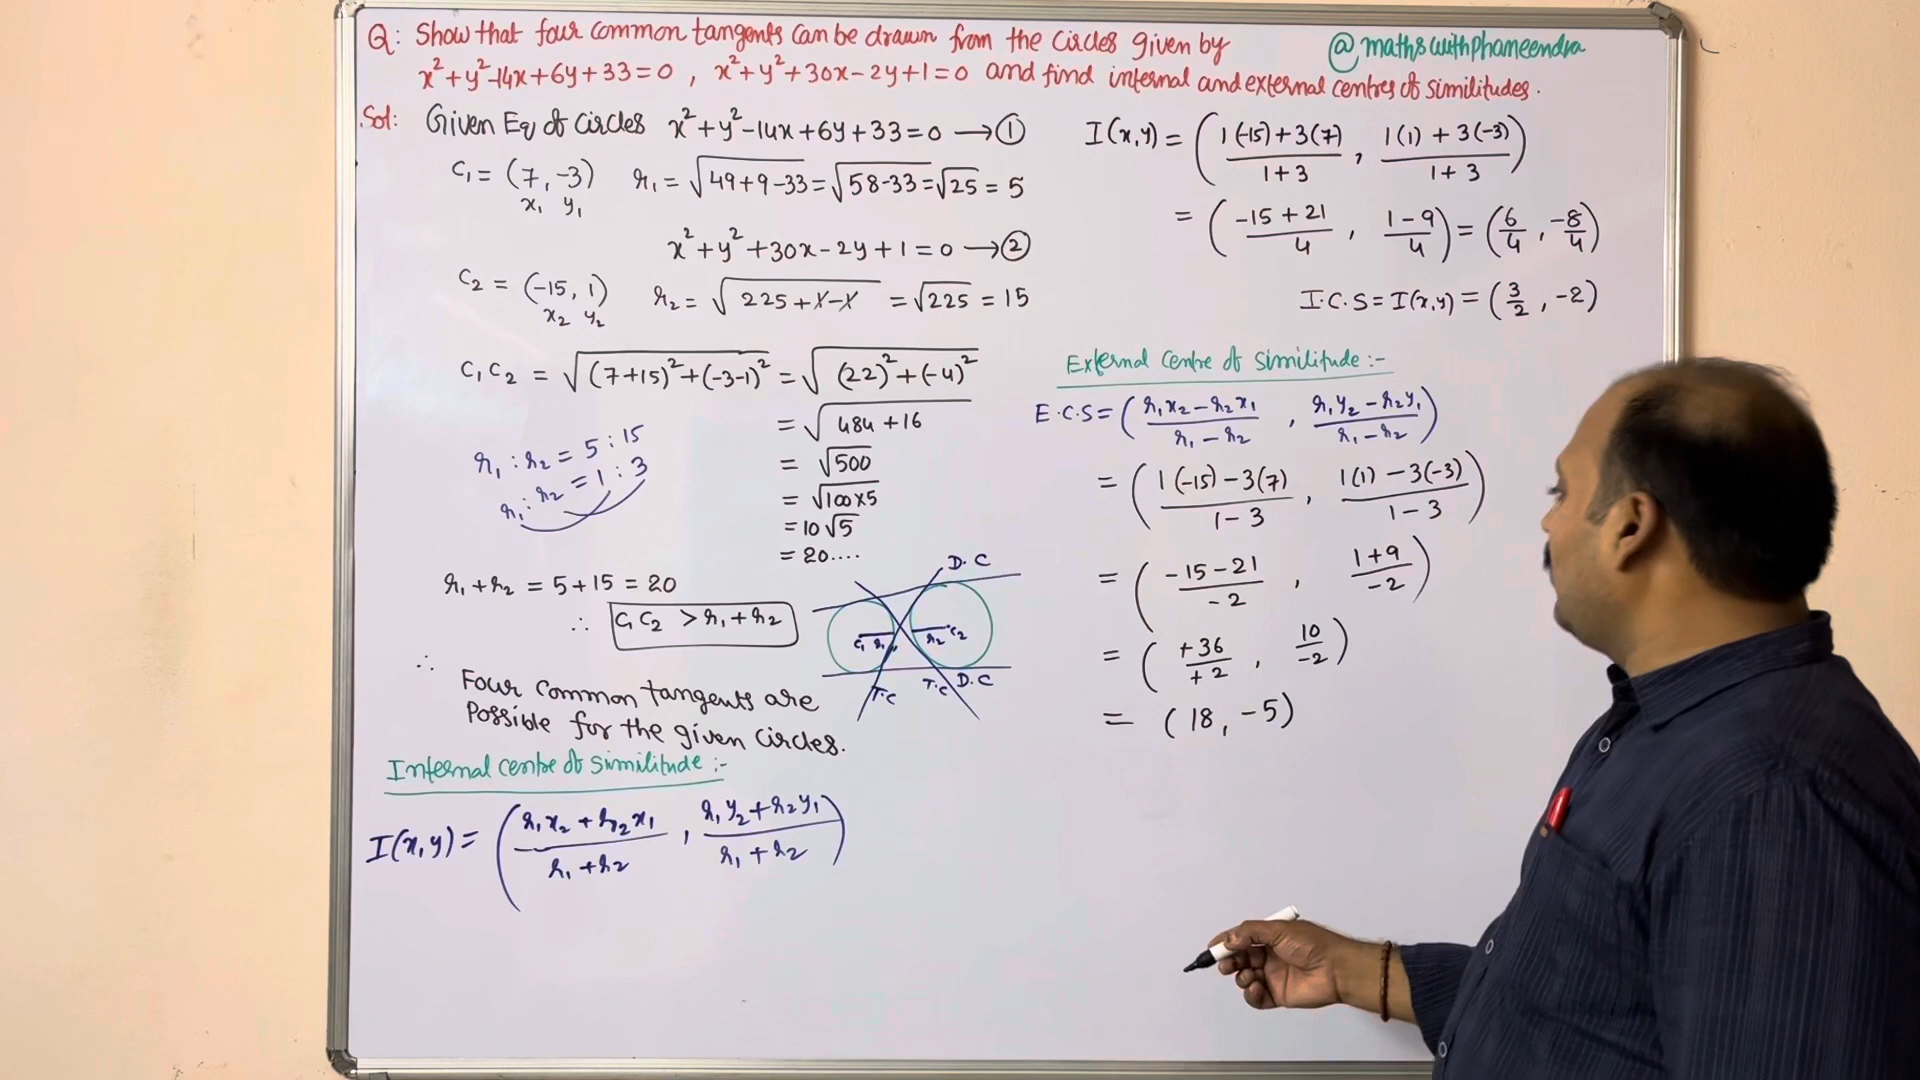 Q: Show that four common tangents can be drawn from the circles given by
@mathswithphameendra
x²+y²-14x+6y+33=0 , x²+y²+30x-2y+1=0 and find internal and external centres of similitudes.
Sol: Given Eq of circles x²+y²-14x+6y+33=0 → ①
C₁ = (7, -3) r₁ = √(49+9-33) = √(58-33) = √25 = 5
x₁ y₁
x²+y²+30x-2y+1=0 → ②
C₂ = (-15, 1) r₂ = √(225+1-1) = √225 = 15
x₂ y₂
C₁C₂ = √((7+15)²+(-3-1)²) = √((22)²+(-4)²)
= √(484+16)
= √500
= √(100×5)
= 10√5
= 20....
r₁ : r₂ = 5 : 15
r₁ : r₂ = 1 : 3
r₁+r₂ = 5+15 = 20
∴ C₁C₂ > r₁+r₂
D.C
C₁ r₁ r₂ C₂
T.C T.C D.C
∴ Four common tangents are
Possible for the given circles.
Internal centre of similitude :-
I(x,y) = ((r₁x₂+r₂x₁)/(r₁+r₂) , (r₁y₂+r₂y₁)/(r₁+r₂))
I(x,y) = ((1(-15)+3(7))/(1+3) , (1(1)+3(-3))/(1+3))
= ((-15+21)/4 , (1-9)/4) = (6/4 , -8/4)
I.C.S = I(x,y) = (3/2 , -2)
External centre of similitude :-
E.C.S = ((r₁x₂-r₂x₁)/(r₁-r₂) , (r₁y₂-r₂y₁)/(r₁-r₂))
= ((1(-15)-3(7))/(1-3) , (1(1)-3(-3))/(1-3))
= ((-15-21)/-2 , (1+9)/-2)
= (+36/+2 , 10/-2)
= (18, -5)